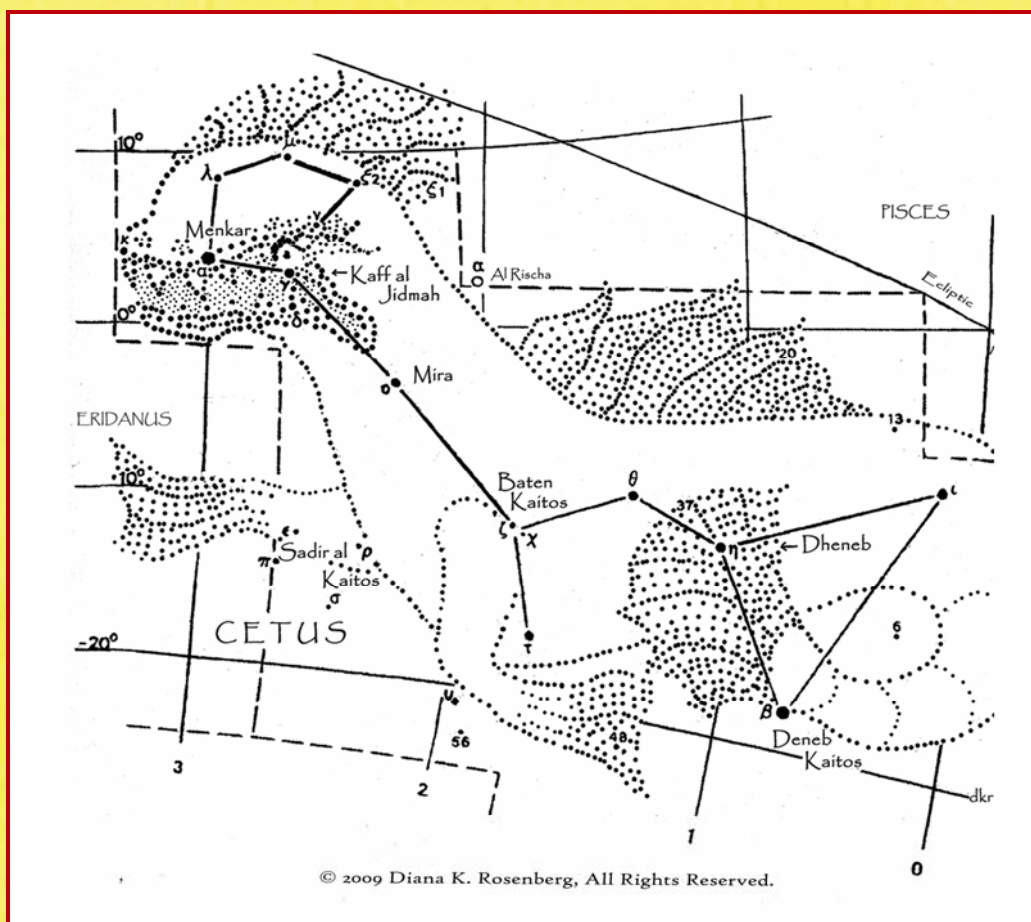 10°
μ
λ
ξ2
ξ1
PISCES
ν
κ
Menkar
α
γ
←Kaff al
Jidmah
α
Al Rischa
Ecliptic
0°
δ
20
Mira
ο
ERIDANUS
13
10°
Baten
Kaitos
θ
ι
37
ζ
χ
η
←Dheneb
ε
ρ
π
Sadir al
Kaitos
σ
CETUS
6
-20°
τ
υ
β
56
48
Deneb
Kaitos
3
2
dkr
1
0
© 2009 Diana K. Rosenberg, All Rights Reserved.